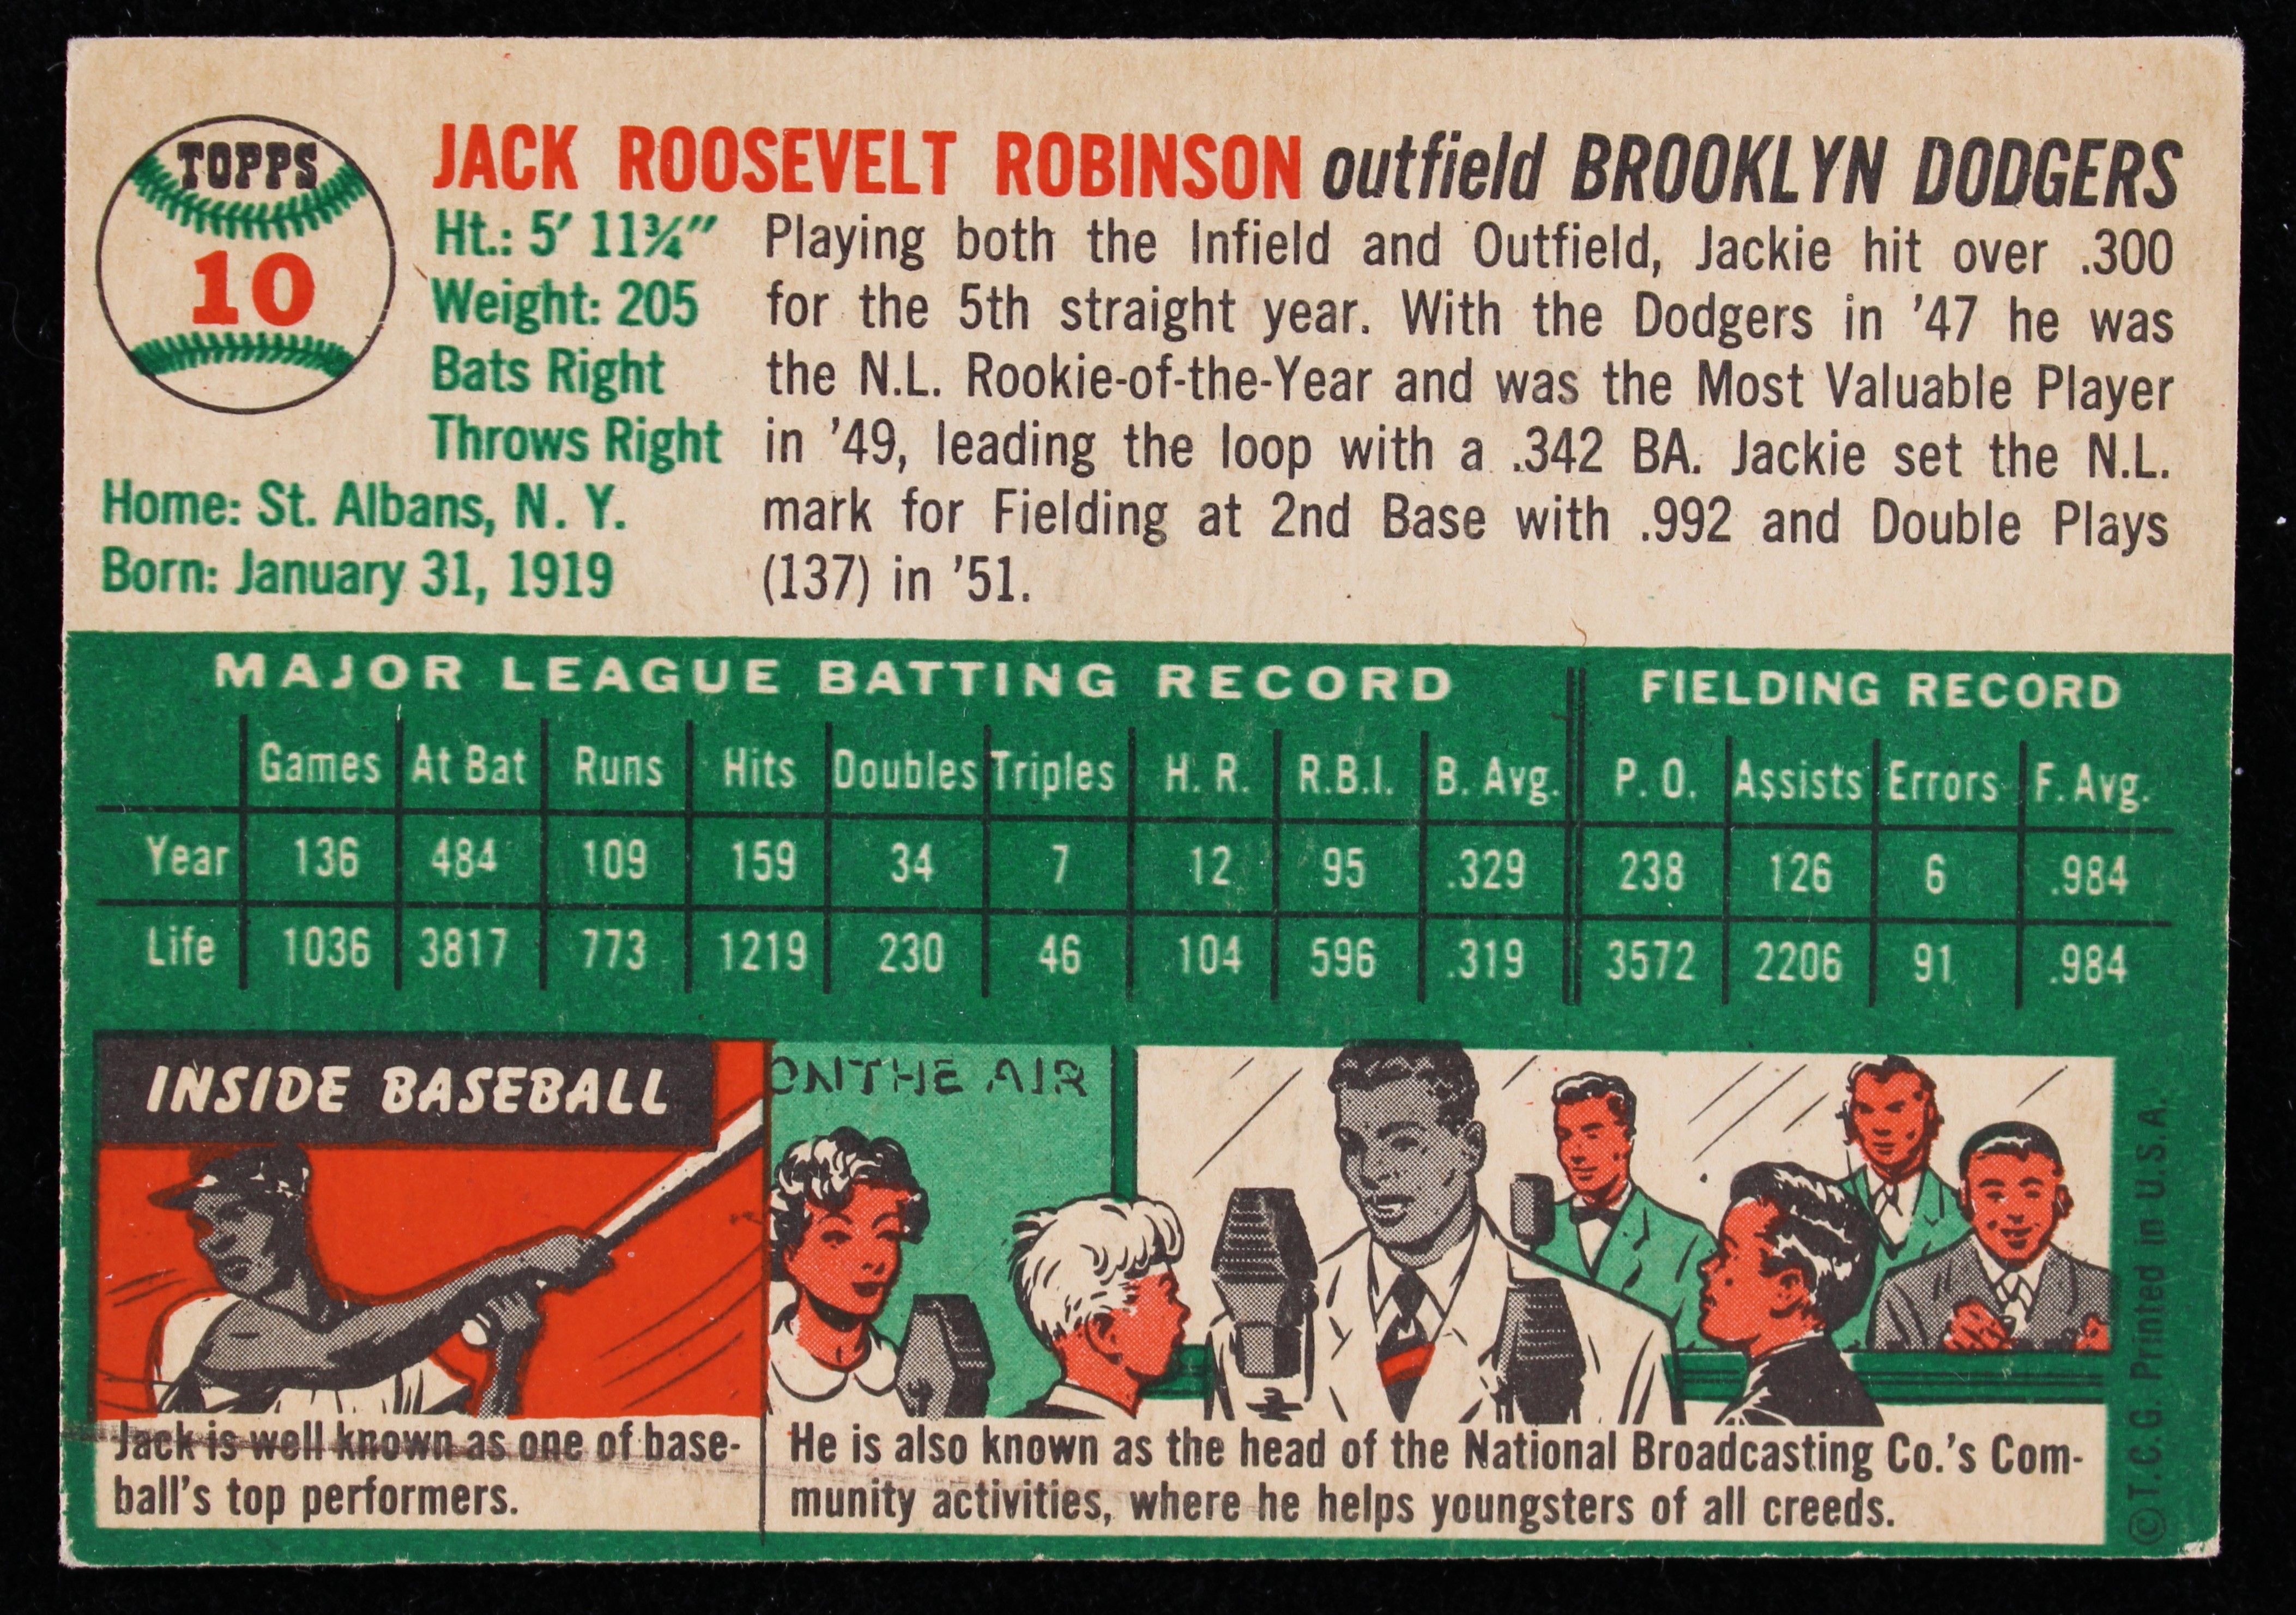 TOPPS
10
JACK ROOSEVELT ROBINSON outfield BROOKLYN DODGERS
Ht.: 5' 11¾"
Weight: 205
Bats Right
Throws Right
Home: St. Albans, N. Y.
Born: January 31, 1919
Playing both the Infield and Outfield, Jackie hit over .300
for the 5th straight year. With the Dodgers in '47 he was
the N.L. Rookie-of-the-Year and was the Most Valuable Player
in '49, leading the loop with a .342 BA. Jackie set the N.L.
mark for Fielding at 2nd Base with .992 and Double Plays
(137) in '51.
MAJOR LEAGUE BATTING RECORD FIELDING RECORD
Games At Bat Runs Hits Doubles Triples H. R. R.B.I. B. Avg. P. O. Assists Errors F. Avg.
Year 136 484 109 159 34 7 12 95 .329 238 126 6 .984
Life 1036 3817 773 1219 230 46 104 596 .319 3572 2206 91 .984
INSIDE BASEBALL
ON THE AIR
Jack is well known as one of base-
ball's top performers.
He is also known as the head of the National Broadcasting Co.'s Com-
munity activities, where he helps youngsters of all creeds.
©T.C.G. Printed in U.S.A.